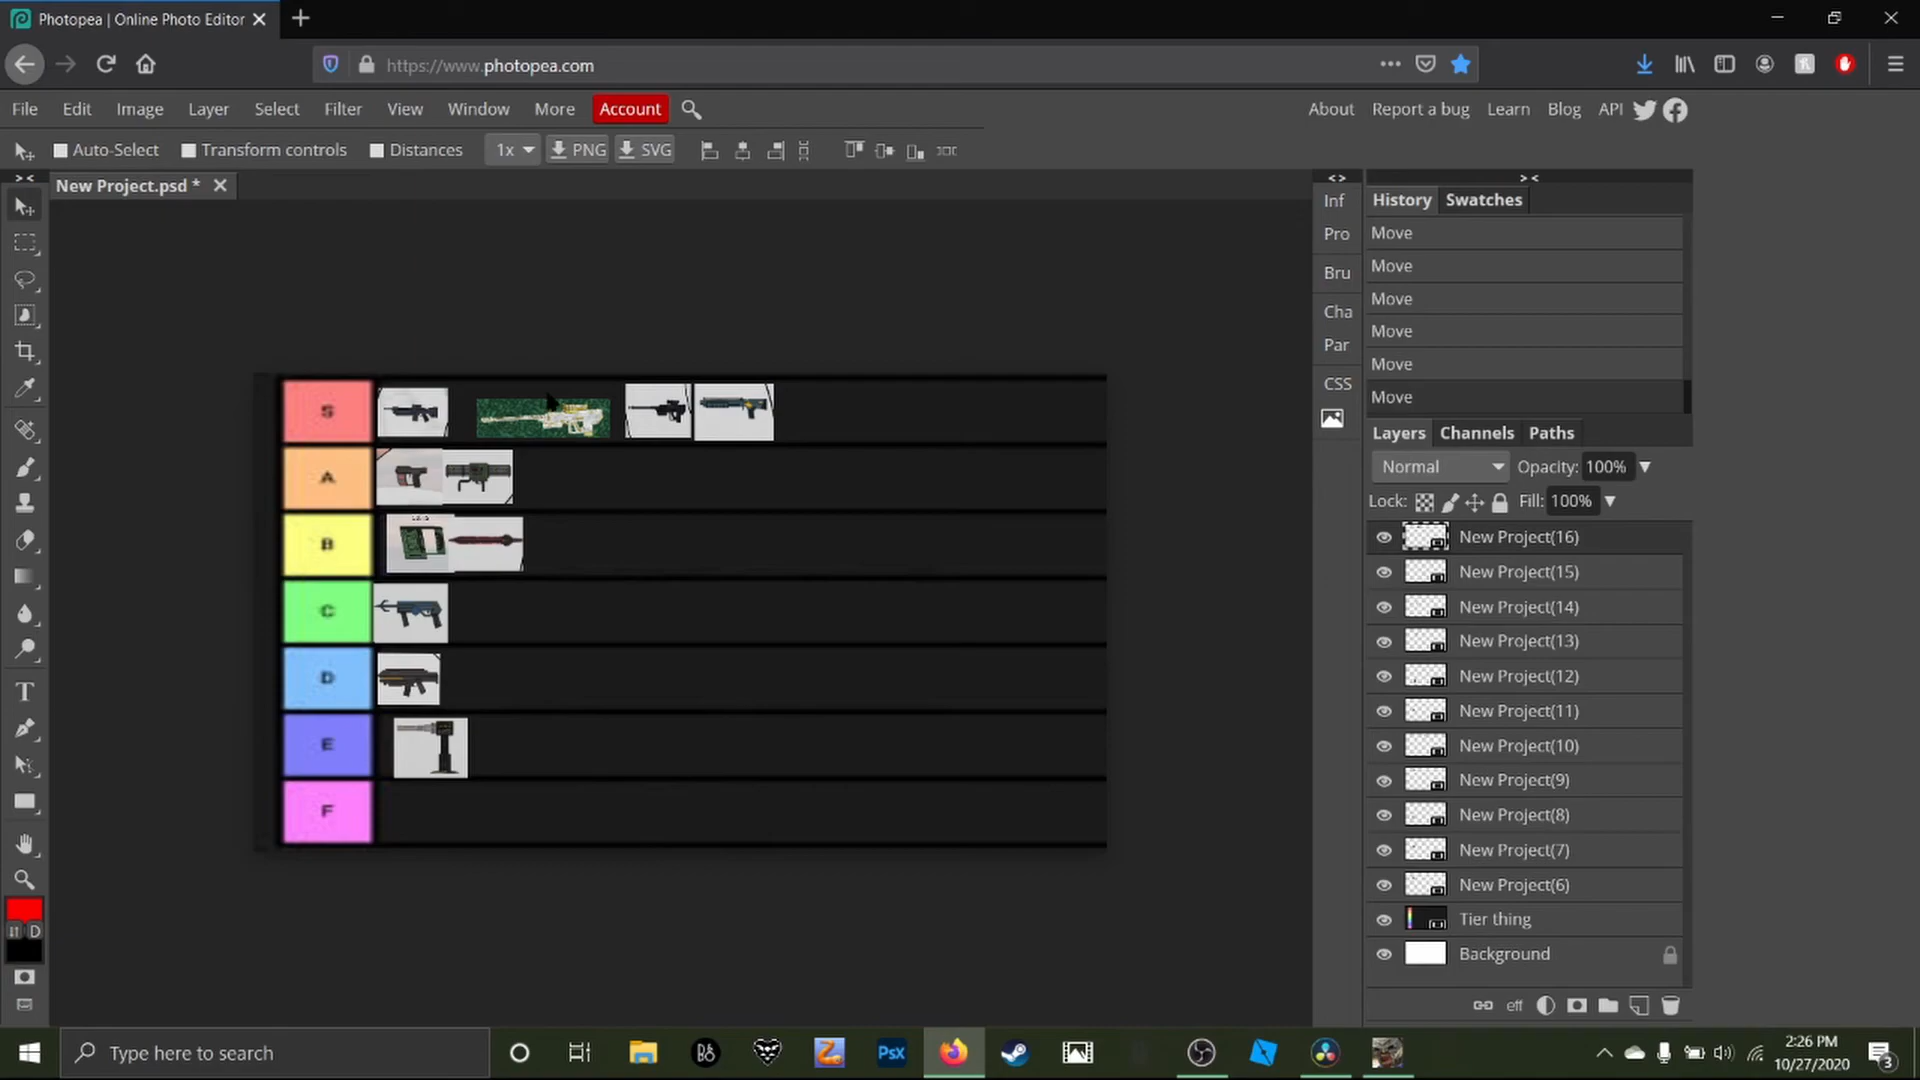 Photopea | Online Photo Editor
https://www.photopea.com
File Edit Image Layer Select Filter View Window More Account
About Report a bug Learn Blog API
Auto-Select Transform controls Distances 1x PNG SVG
New Project.psd *
Inf
Pro
Bru
Cha
Par
CSS
History Swatches
Move
Move
Move
Move
Move
Move
Layers Channels Paths
Normal Opacity: 100%
Lock: Fill: 100%
New Project(16)
New Project(15)
New Project(14)
New Project(13)
New Project(12)
New Project(11)
New Project(10)
New Project(9)
New Project(8)
New Project(7)
New Project(6)
Tier thing
Background
eff
S
A
B
C
D
E
F
T
D
Type here to search
Psx
2:26 PM
10/27/2020
3